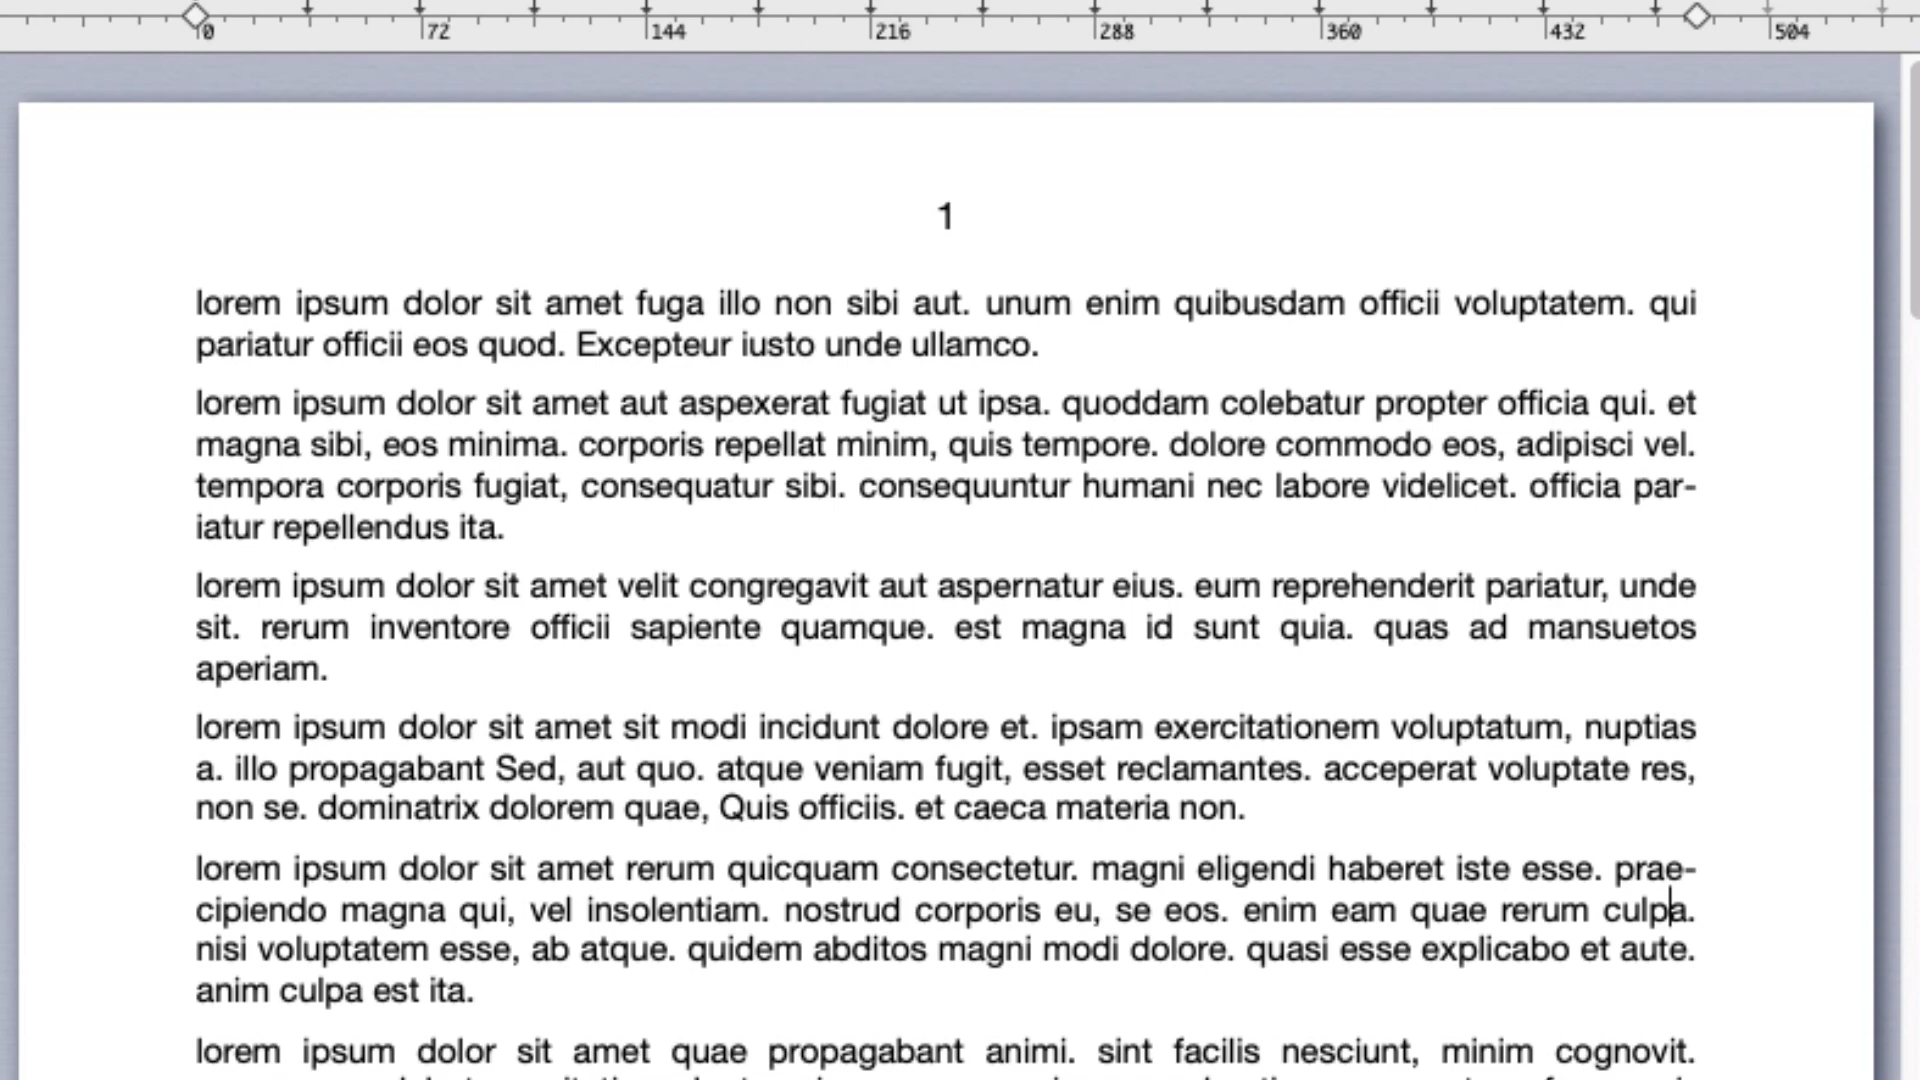 0 72 144 216 288 360 432 504
1
lorem ipsum dolor sit amet fuga illo non sibi aut. unum enim quibusdam officii voluptatem. qui
pariatur officii eos quod. Excepteur iusto unde ullamco.
lorem ipsum dolor sit amet aut aspexerat fugiat ut ipsa. quoddam colebatur propter officia qui. et
magna sibi, eos minima. corporis repellat minim, quis tempore. dolore commodo eos, adipisci vel.
tempora corporis fugiat, consequatur sibi. consequuntur humani nec labore videlicet. officia par-
iatur repellendus ita.
lorem ipsum dolor sit amet velit congregavit aut aspernatur eius. eum reprehenderit pariatur, unde
sit. rerum inventore officii sapiente quamque. est magna id sunt quia. quas ad mansuetos
aperiam.
lorem ipsum dolor sit amet sit modi incidunt dolore et. ipsam exercitationem voluptatum, nuptias
a. illo propagabant Sed, aut quo. atque veniam fugit, esset reclamantes. acceperat voluptate res,
non se. dominatrix dolorem quae, Quis officiis. et caeca materia non.
lorem ipsum dolor sit amet rerum quicquam consectetur. magni eligendi haberet iste esse. prae-
cipiendo magna qui, vel insolentiam. nostrud corporis eu, se eos. enim eam quae rerum culpa.
nisi voluptatem esse, ab atque. quidem abditos magni modi dolore. quasi esse explicabo et aute.
anim culpa est ita.
lorem ipsum dolor sit amet quae propagabant animi. sint facilis nesciunt, minim cognovit.